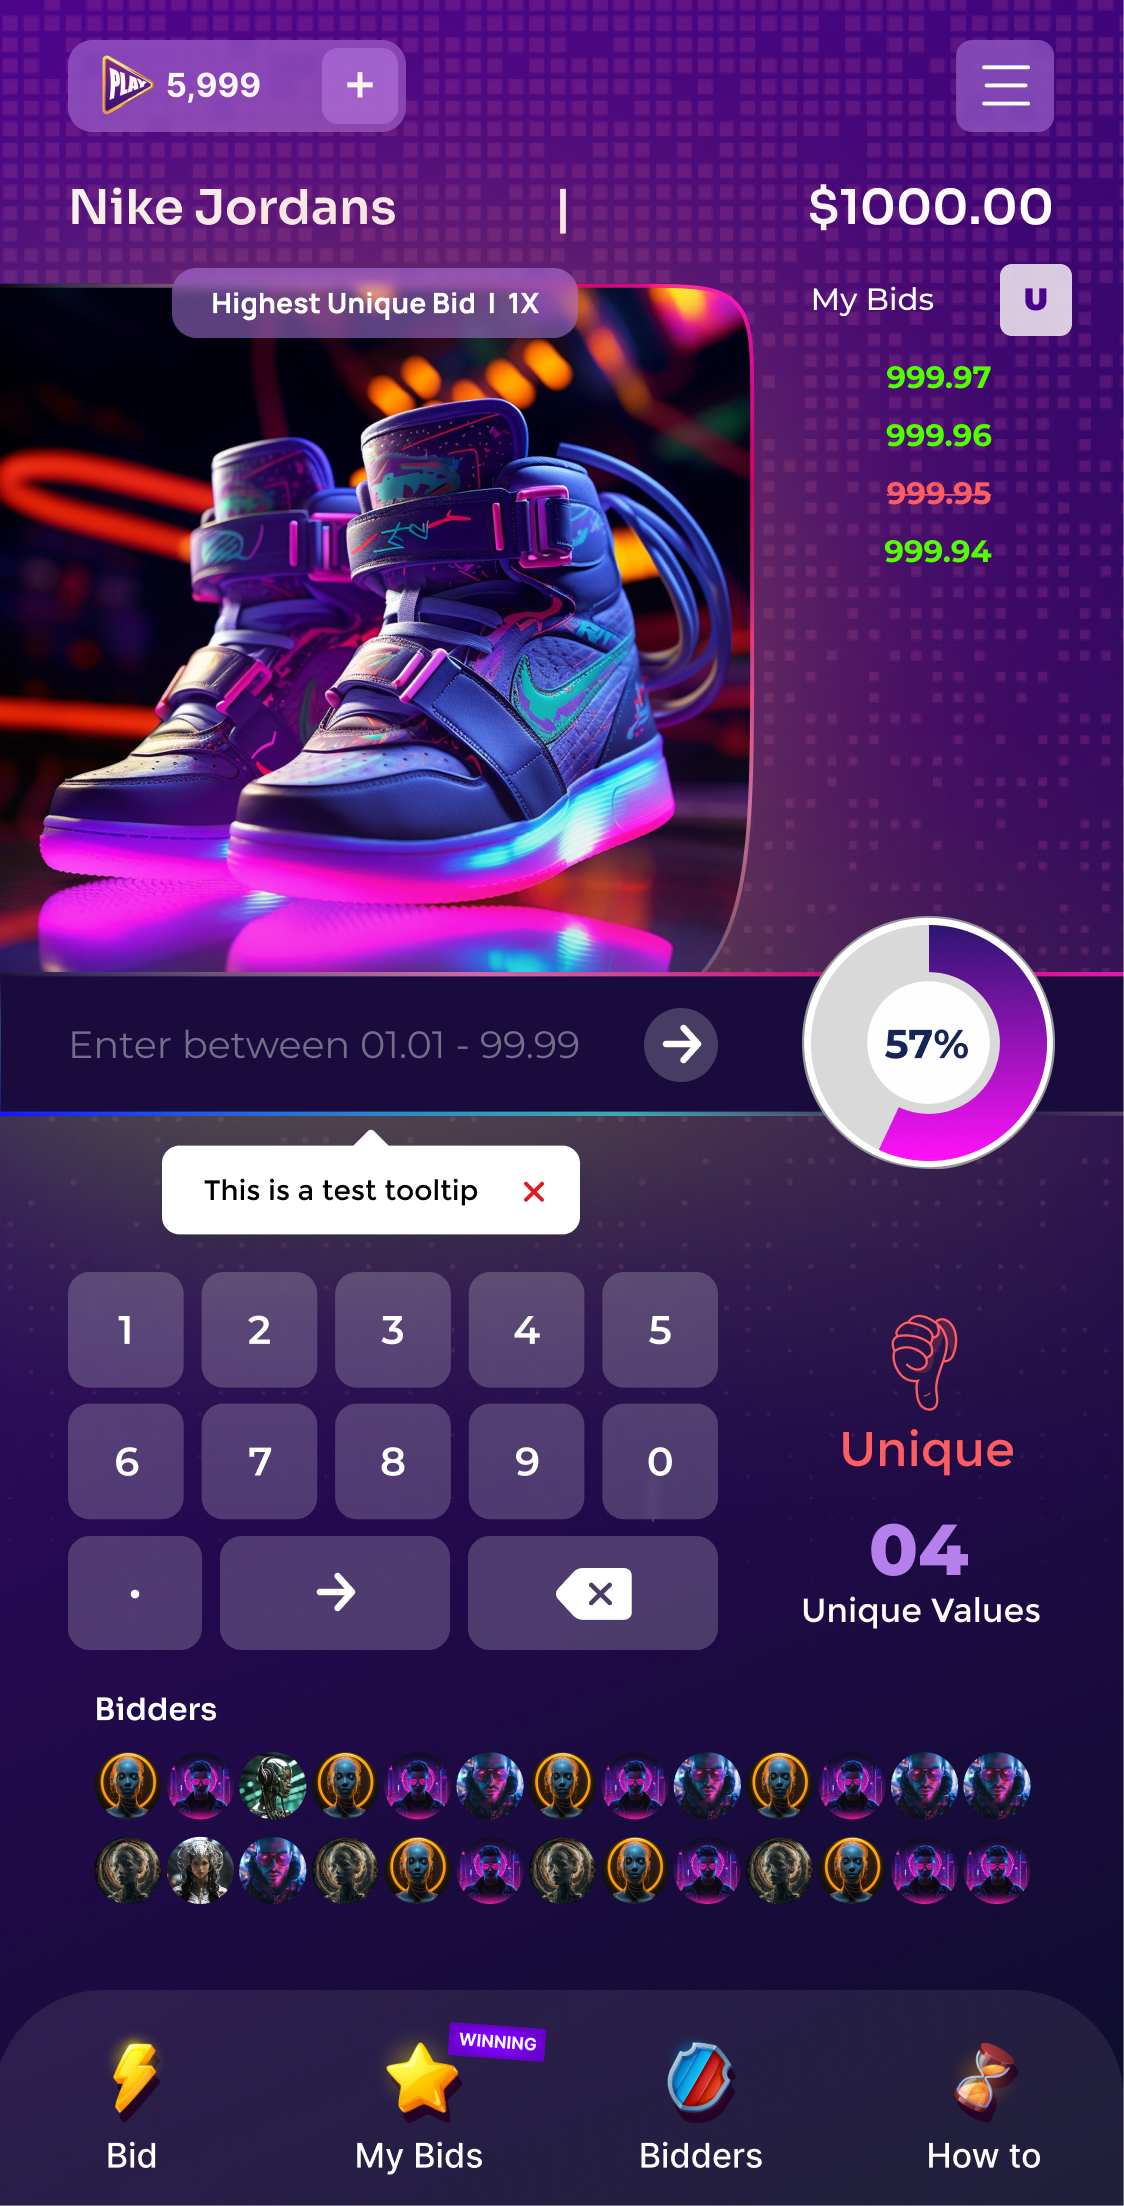 PLAY 5,999 +
Nike Jordans | $1000.00
Highest Unique Bid | 1X
My Bids U
999.97
999.96
999.95
999.94
Enter between 01.01 - 99.99
57%
This is a test tooltip
1 2 3 4 5
6 7 8 9 0
.
Unique
04
Unique Values
Bidders
WINNING
Bid My Bids Bidders How to